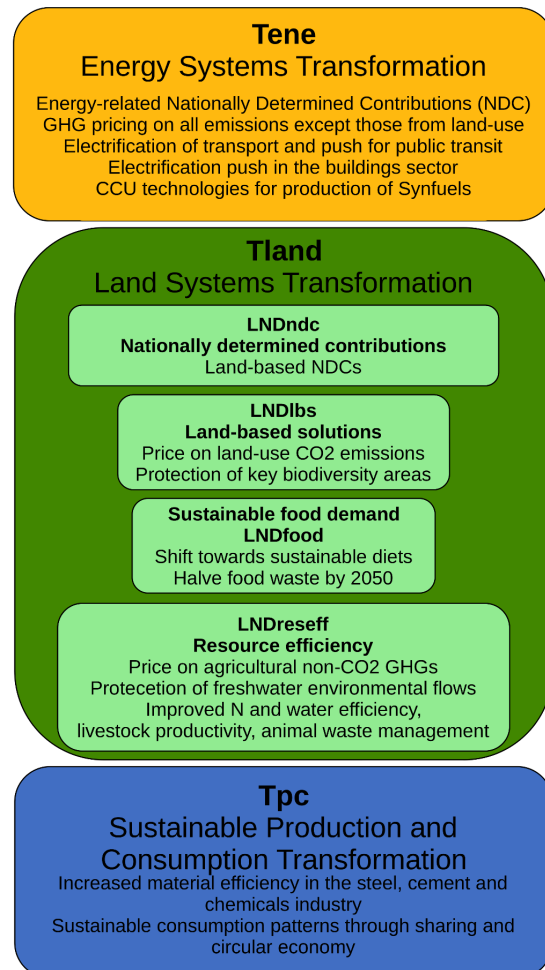 Tene
Energy Systems Transformation
Energy-related Nationally Determined Contributions (NDC)
GHG pricing on all emissions except those from land-use
Electrification of transport and push for public transit
Electrification push in the buildings sector
CCU technologies for production of Synfuels
Tland
Land Systems Transformation
LNDndc
Nationally determined contributions
Land-based NDCs
LNDlbs
Land-based solutions
Price on land-use CO2 emissions
Protection of key biodiversity areas
Sustainable food demand
LNDfood
Shift towards sustainable diets
Halve food waste by 2050
LNDreseff
Resource efficiency
Price on agricultural non-CO2 GHGs
Protecetion of freshwater environmental flows
Improved N and water efficiency,
livestock productivity, animal waste management
Tpc
Sustainable Production and
Consumption Transformation
Increased material efficiency in the steel, cement and
chemicals industry
Sustainable consumption patterns through sharing and
circular economy